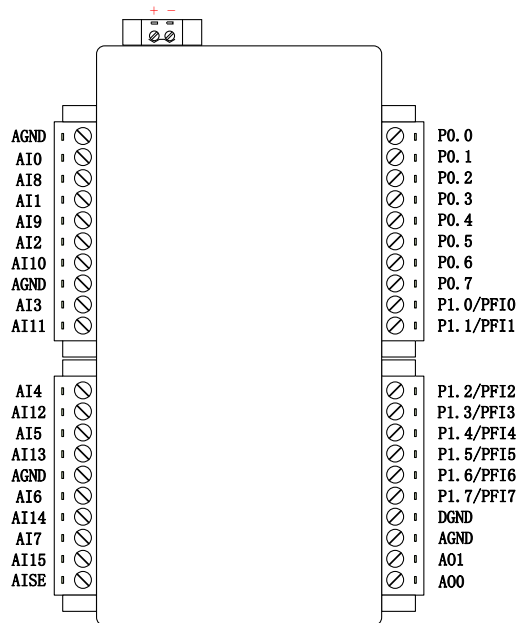 + -
AGND
AI0
AI8
AI1
AI9
AI2
AI10
AGND
AI3
AI11
AI4
AI12
AI5
AI13
AGND
AI6
AI14
AI7
AI15
AISE
P0.0
P0.1
P0.2
P0.3
P0.4
P0.5
P0.6
P0.7
P1.0/PFI0
P1.1/PFI1
P1.2/PFI2
P1.3/PFI3
P1.4/PFI4
P1.5/PFI5
P1.6/PFI6
P1.7/PFI7
DGND
AGND
AO1
AO0